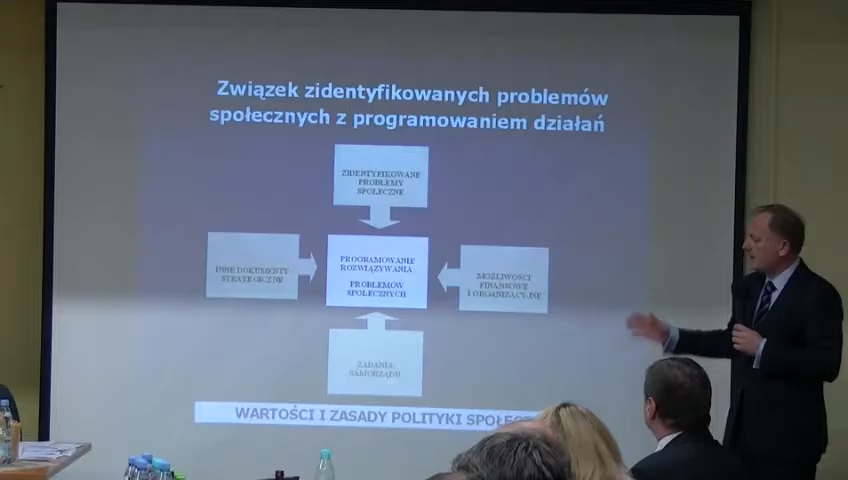 Związek zidentyfikowanych problemów
społecznych z programowaniem działań
ZIDENTYFIKOWANE
PROBLEMY
SPOŁECZNE
INNE DOKUMENTY
STRATEGICZNE
PROGRAMOWANIE
ROZWIĄZYWANIA
PROBLEMÓW
SPOŁECZNYCH
MOŻLIWOŚCI
FINANSOWE
I ORGANIZACYJNE
ZADANIA
SAMORZĄDU
WARTOŚCI I ZASADY POLITYKI